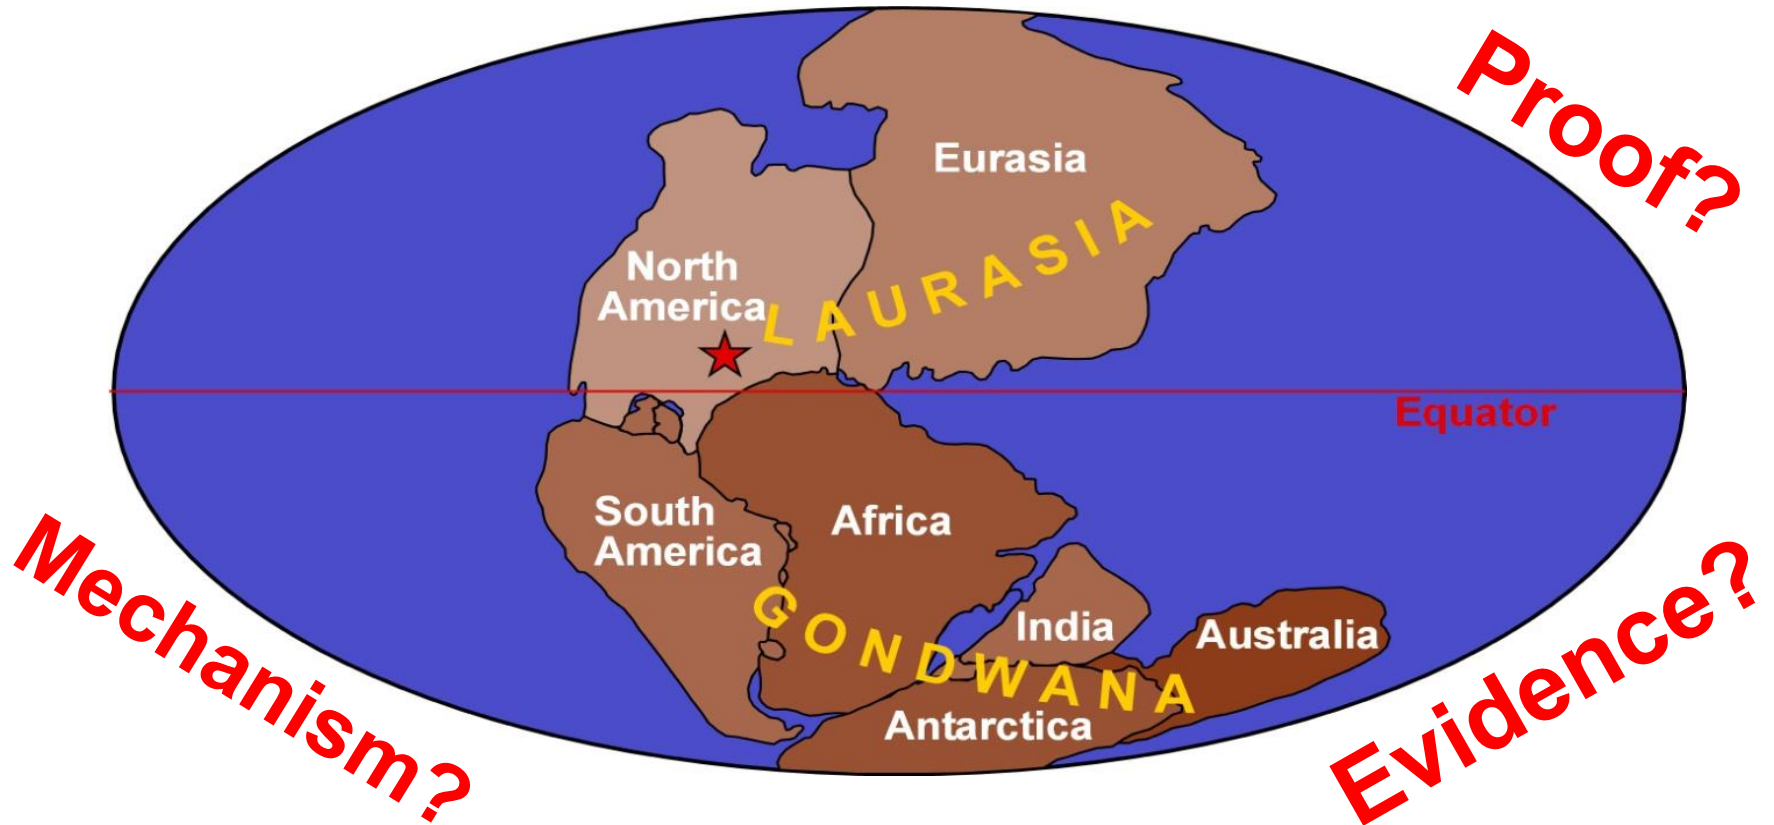 Proof?
Eurasia
LAURASIA
North
America
Equator
South
America
Africa
Mechanism?
GONDWANA
India
Australia
Antarctica
Evidence?